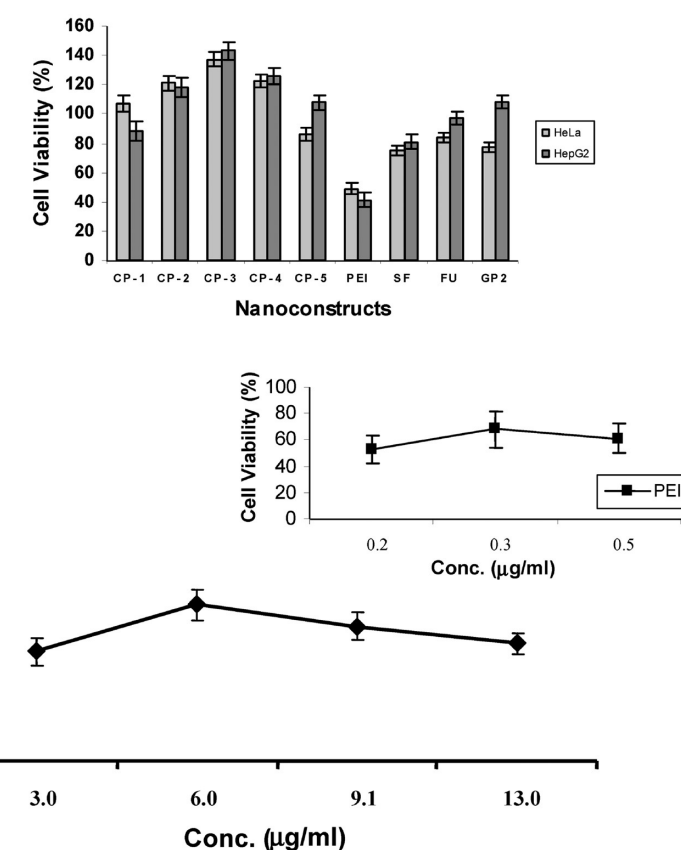 160
140
120
100
80
60
40
20
0
Cell Viability (%)
CP-1 CP-2 CP-3 CP-4 CP-5 PEI SF FU GP2
Nanoconstructs
HeLa
HepG2
100
80
60
40
20
0
Cell Viability (%)
PEI
0.2 0.3 0.5
Conc. (µg/ml)
3.0 6.0 9.1 13.0
Conc. (µg/ml)